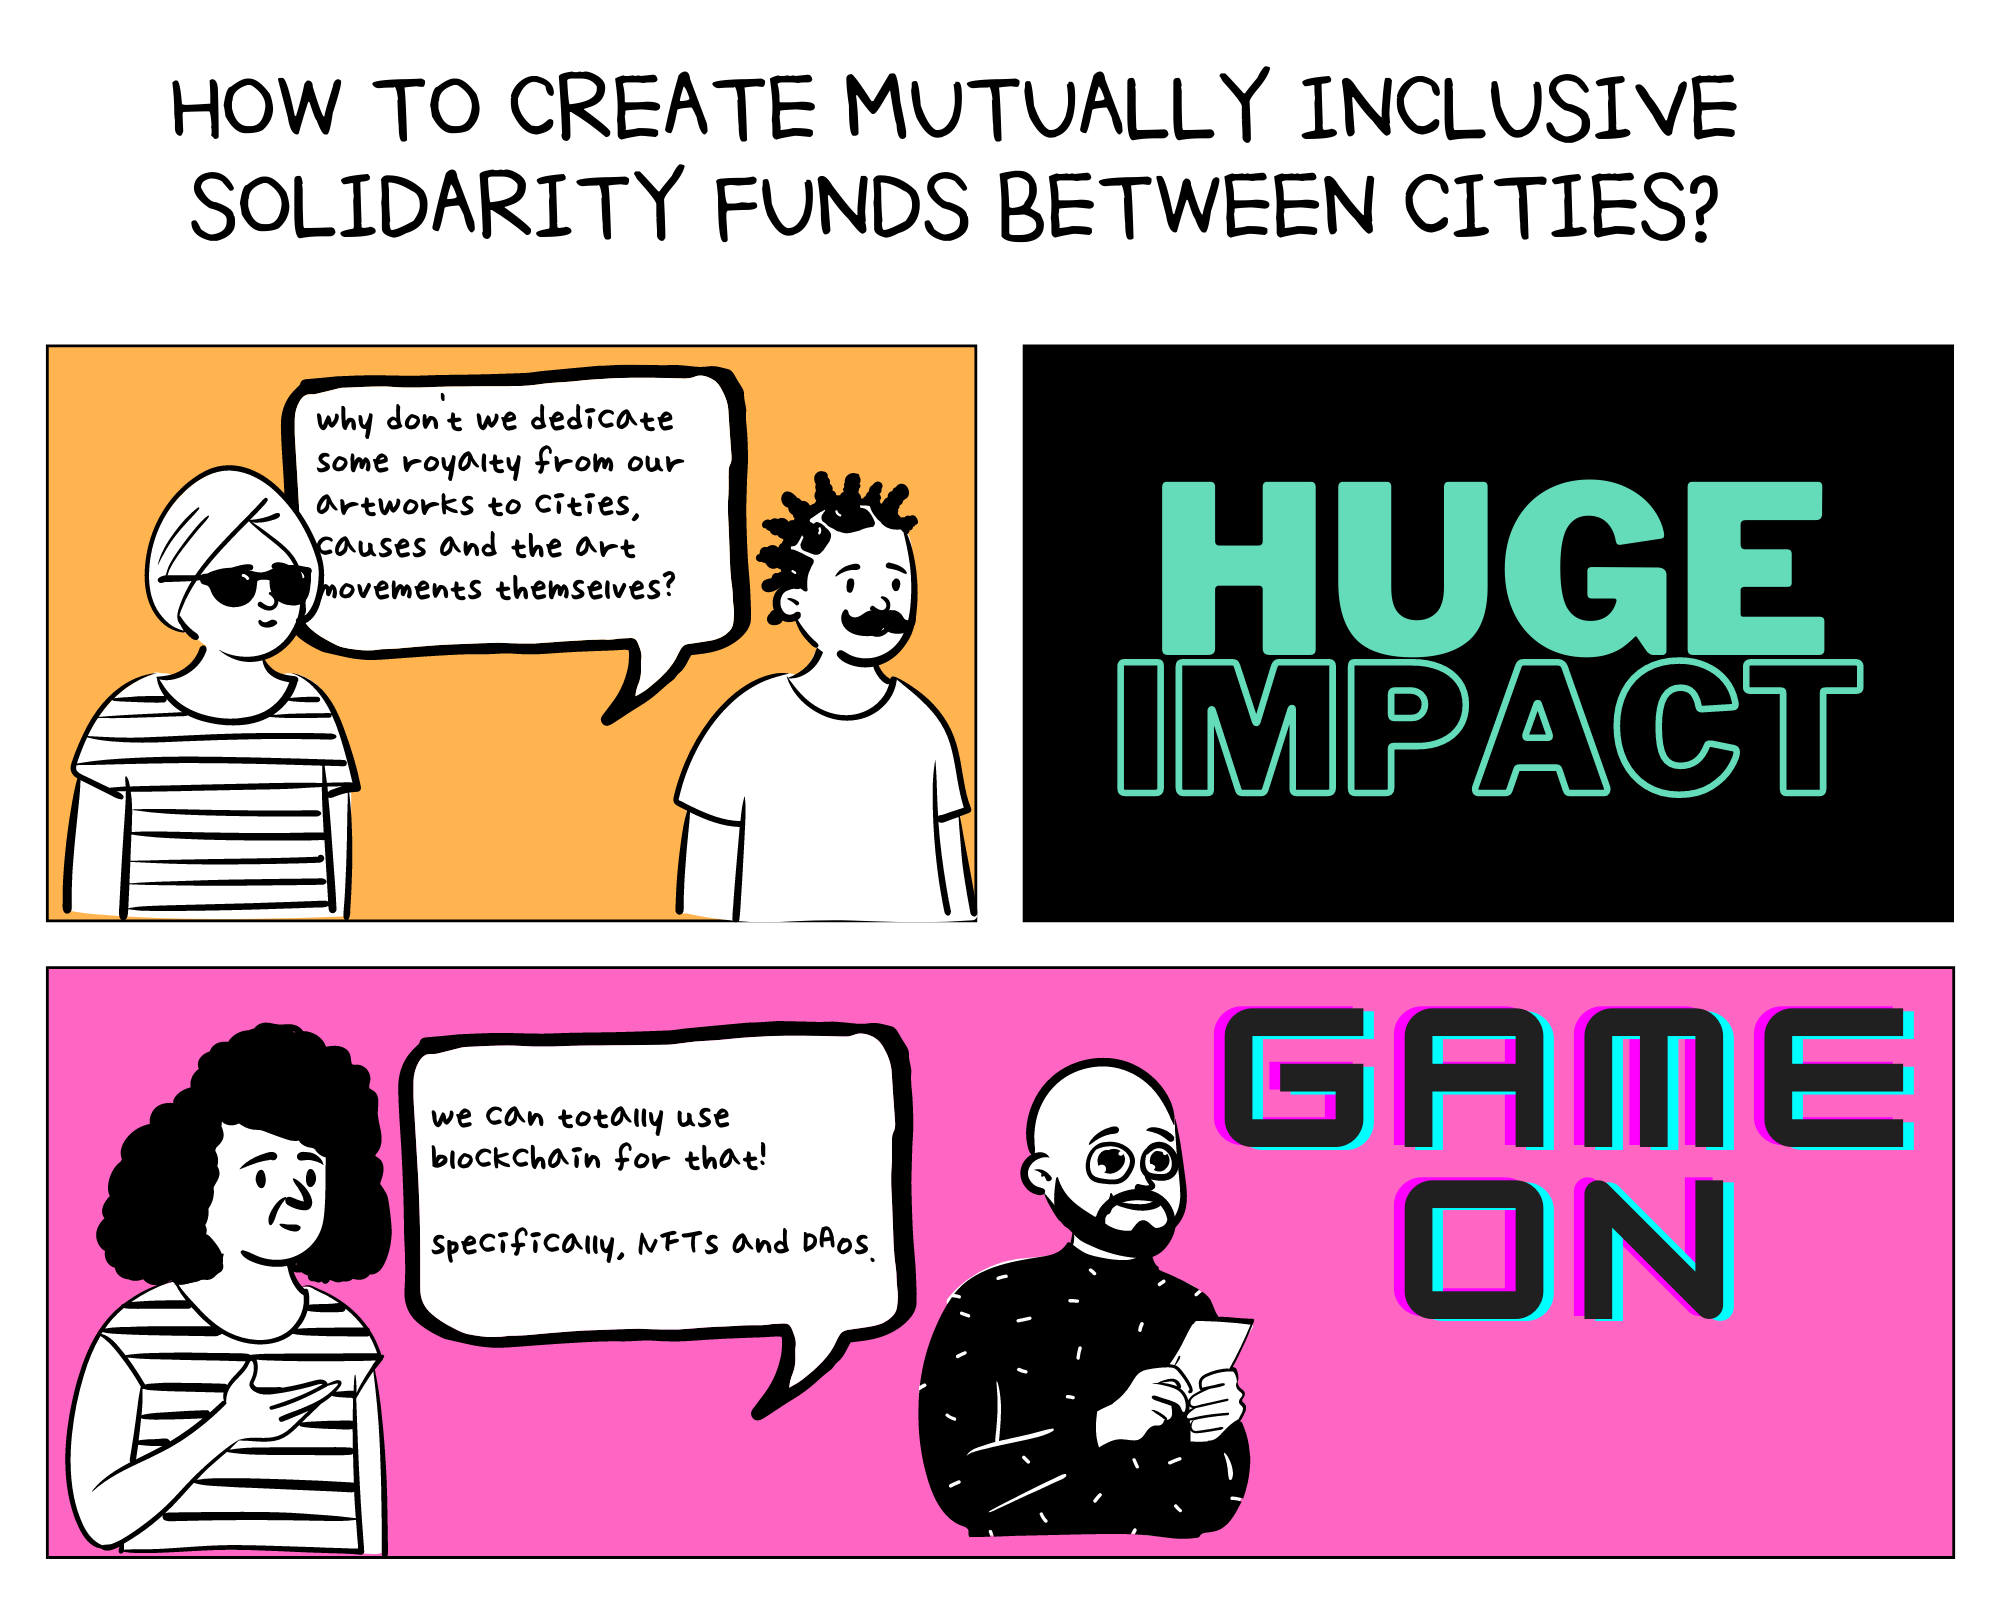 HOW TO CREATE MUTUALLY INCLUSIVE
SOLIDARITY FUNDS BETWEEN CITIES?
why don't we dedicate
some royalty from our
artworks to cities,
causes and the art
movements themselves?
HUGE
IMPACT
we can totally use
blockchain for that!
specifically, NFTs and DAOs.
GAME
ON